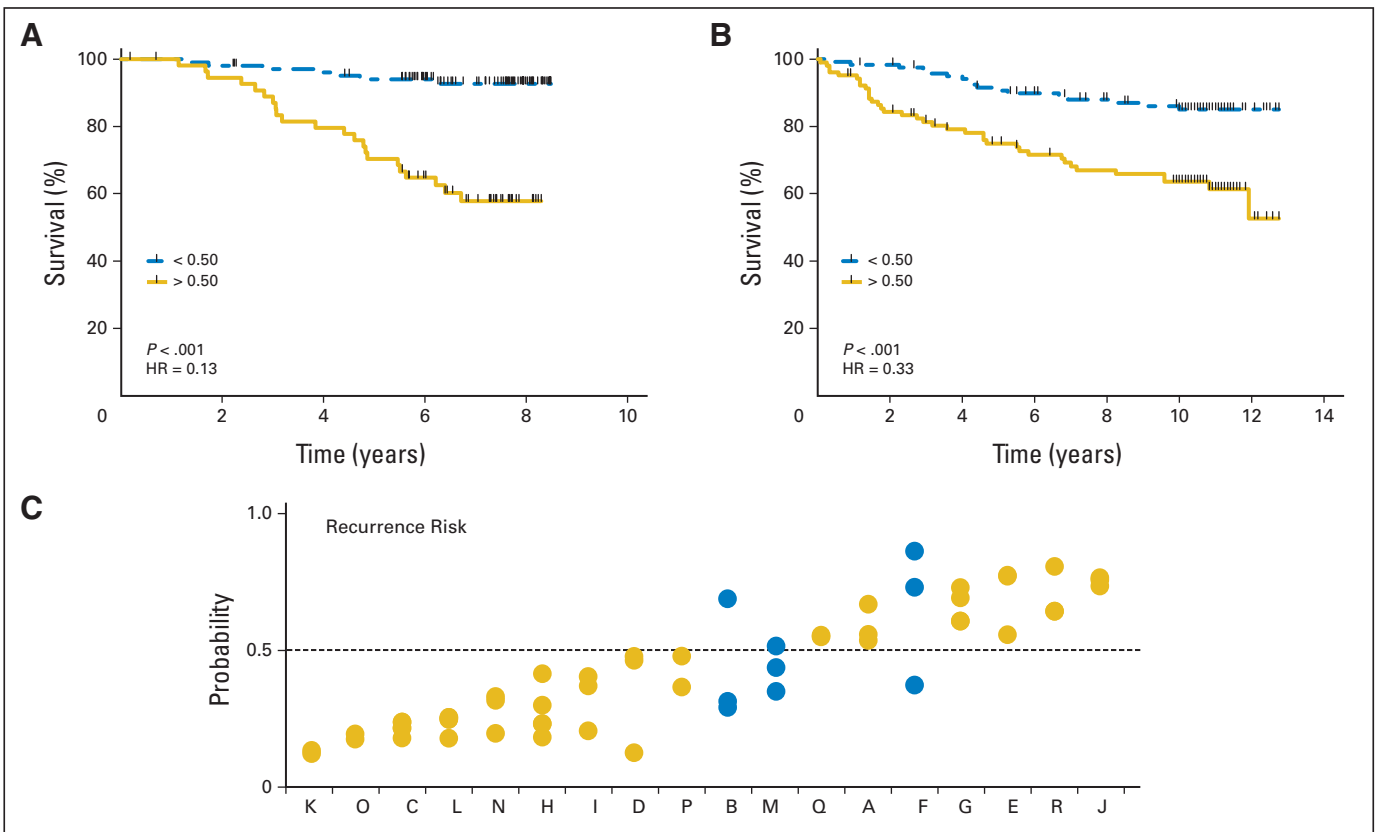 A
100
80
60
40
20
0
2
4
6
8
10
Survival (%)
Time (years)
< 0.50
> 0.50
P < .001
HR = 0.13
B
100
80
60
40
20
0
2
4
6
8
10
12
14
Survival (%)
Time (years)
< 0.50
> 0.50
P < .001
HR = 0.33
C
1.0
0.5
0
Probability
Recurrence Risk
K O C L N H I D P B M Q A F G E R J